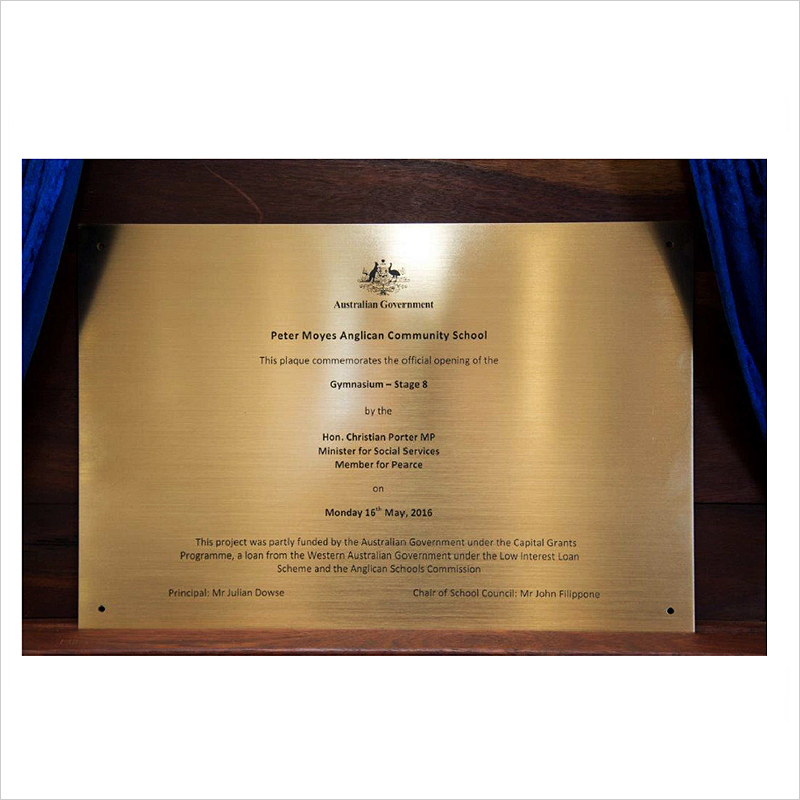 Australian Government
Peter Moyes Anglican Community School
This plaque commemorates the official opening of the
Gymnasium – Stage 8
by the
Hon. Christian Porter MP
Minister for Social Services
Member for Pearce
on
Monday 16th May, 2016
This project was partly funded by the Australian Government under the Capital Grants
Programme, a loan from the Western Australian Government under the Low Interest Loan
Scheme and the Anglican Schools Commission
Principal: Mr Julian Dowse
Chair of School Council: Mr John Filippone